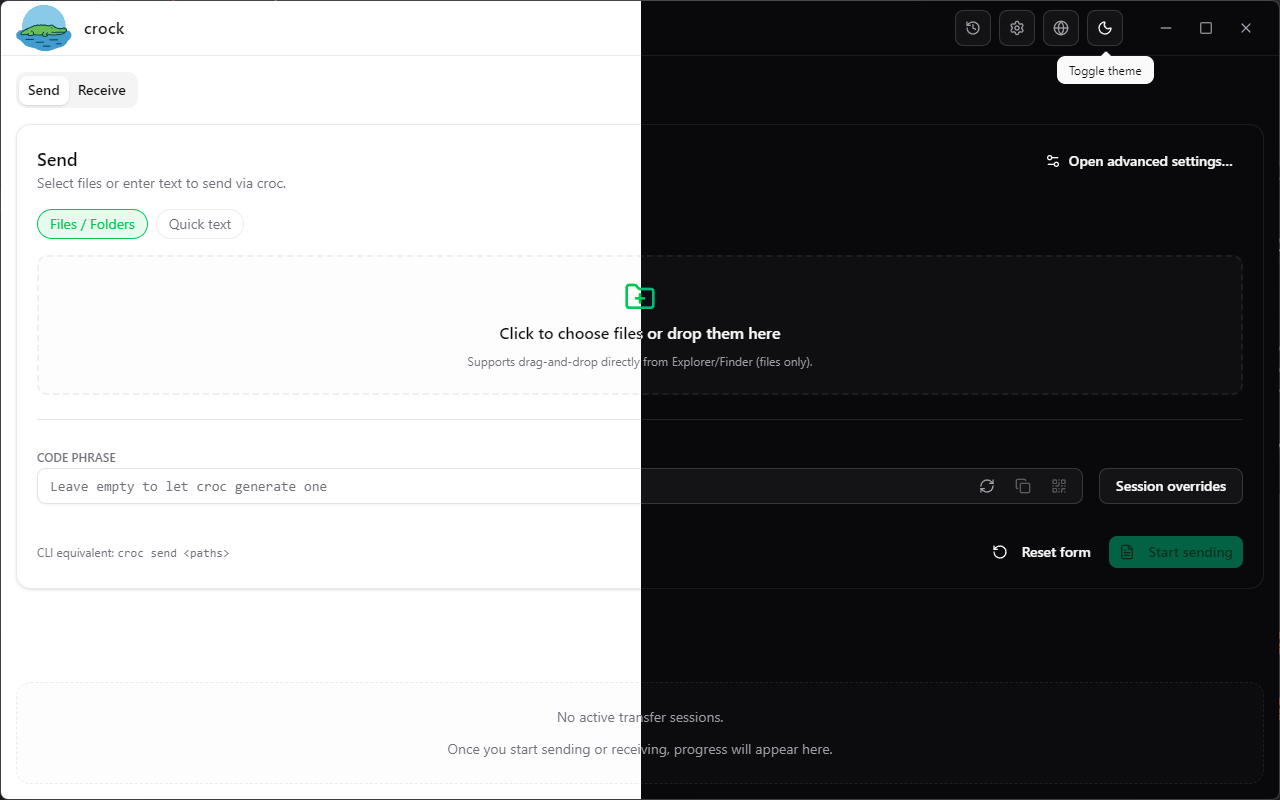 crock
Toggle theme
Send Receive
Send
Open advanced settings...
Select files or enter text to send via croc.
Files / Folders Quick text
Click to choose files or drop them here
Supports drag-and-drop directly from Explorer/Finder (files only).
CODE PHRASE
Leave empty to let croc generate one
Session overrides
CLI equivalent: croc send <paths>
Reset form
Start sending
No active transfer sessions.
Once you start sending or receiving, progress will appear here.